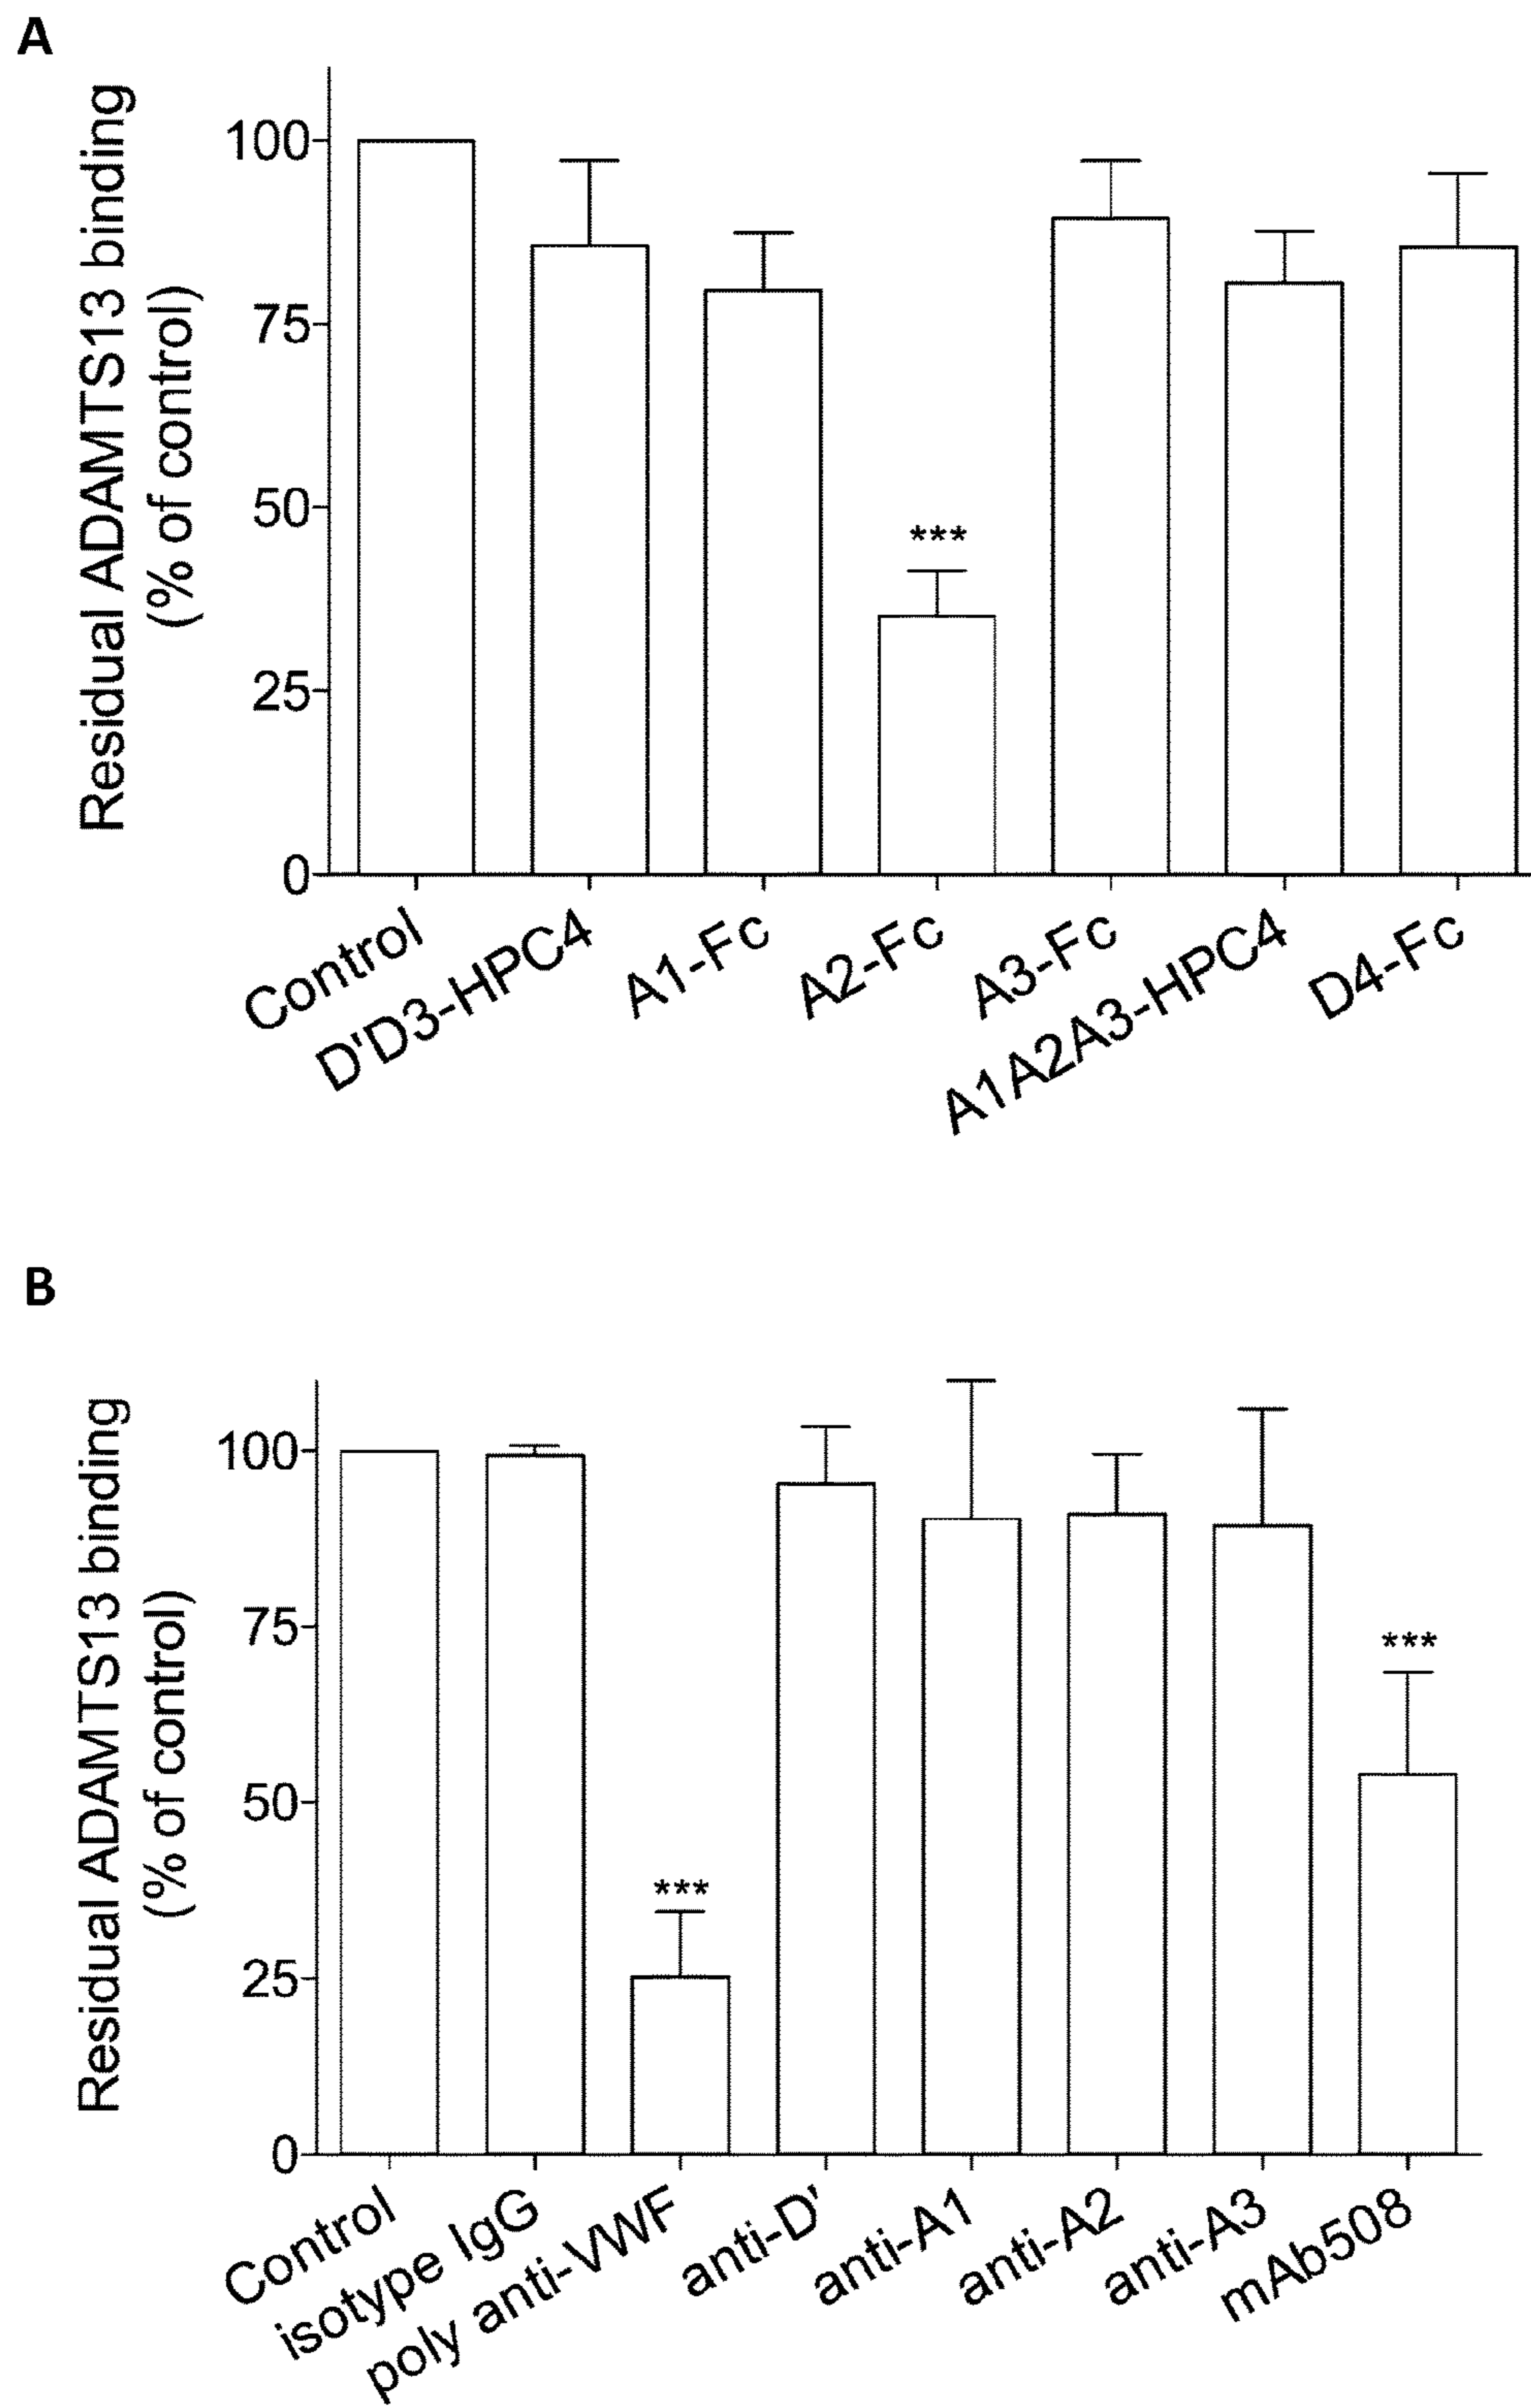 A
Residual ADAMTS13 binding
(% of control)
100
75
50
25
0
***
Control
D'D3-HPC4
A1-Fc
A2-Fc
A3-Fc
A1A2A3-HPC4
D4-Fc
B
Residual ADAMTS13 binding
(% of control)
100
75
50
25
0
***
***
Control
isotype IgG
poly anti-VWF
anti-D'
anti-A1
anti-A2
anti-A3
mAb508